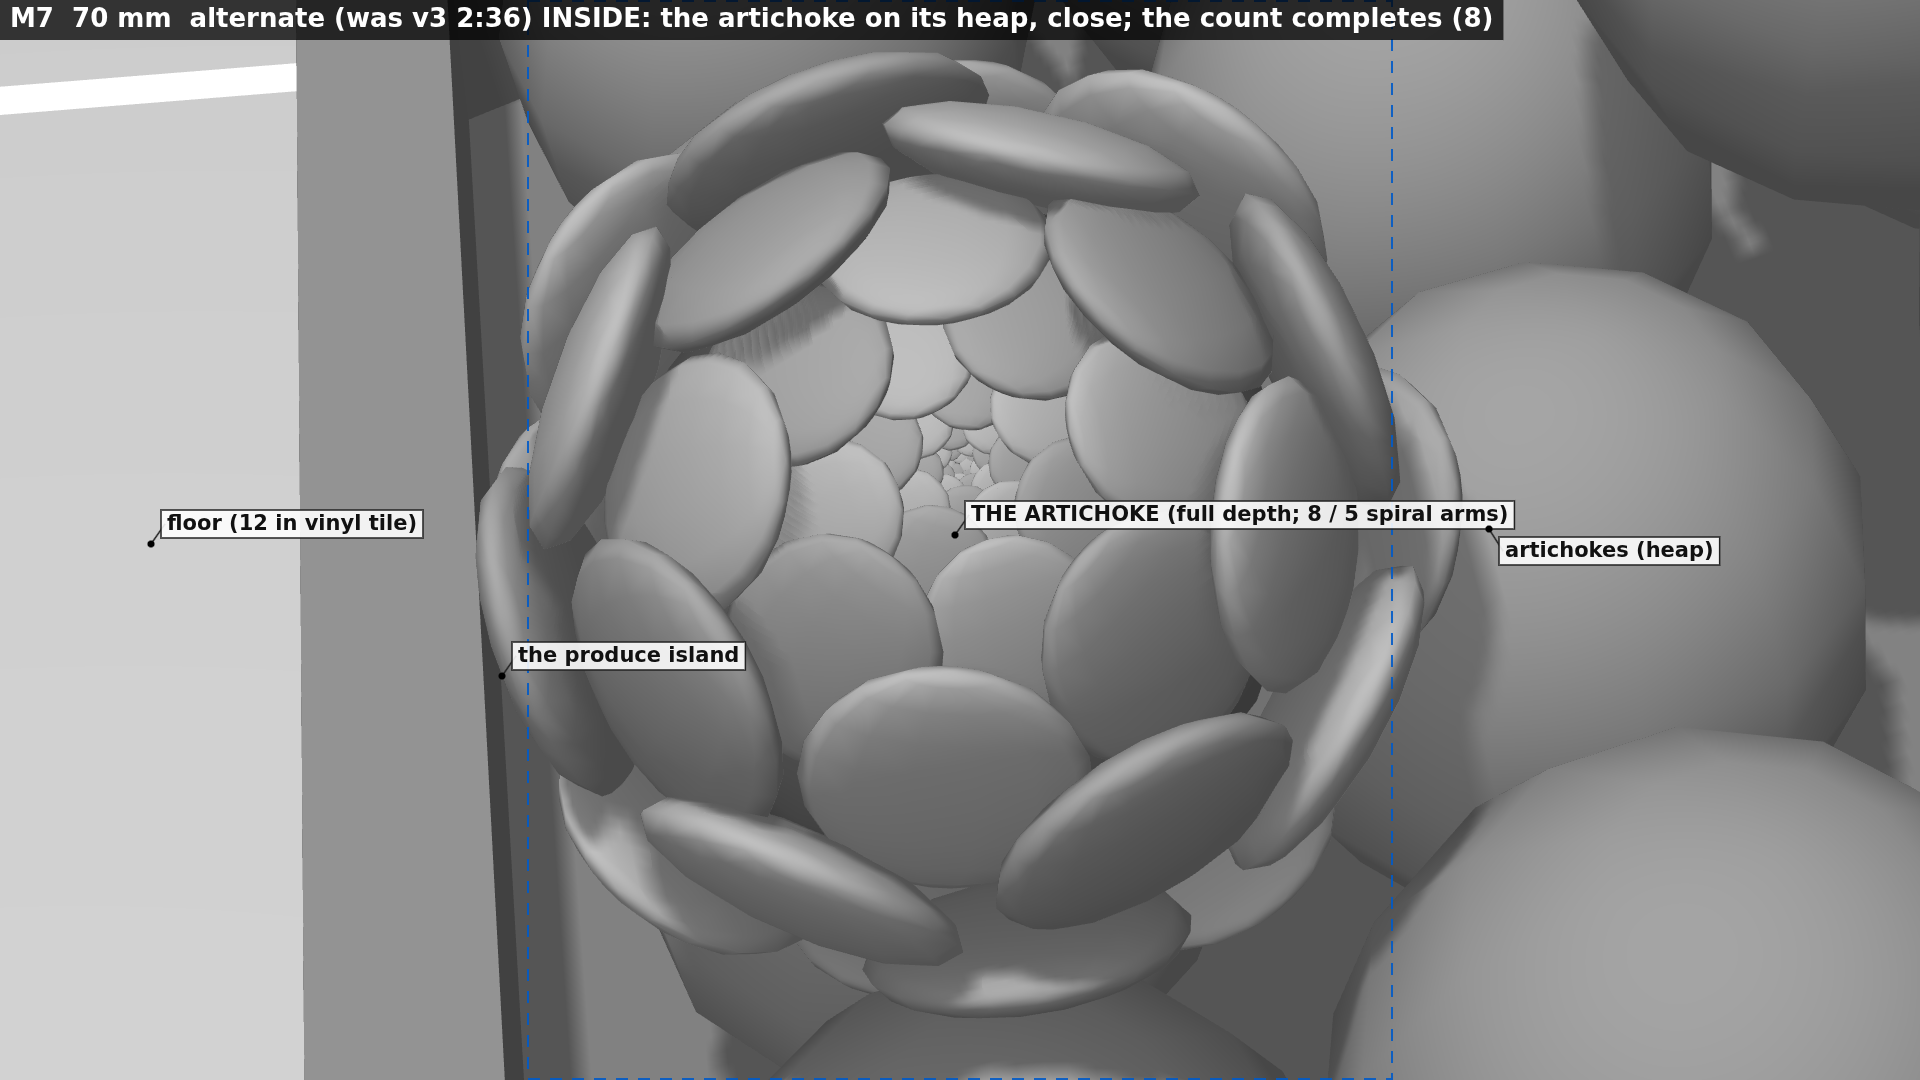 M7  70 mm  alternate (was v3 2:36) INSIDE: the artichoke on its heap, close; the count completes (8)
floor (12 in vinyl tile)
THE ARTICHOKE (full depth; 8 / 5 spiral arms)
artichokes (heap)
the produce island